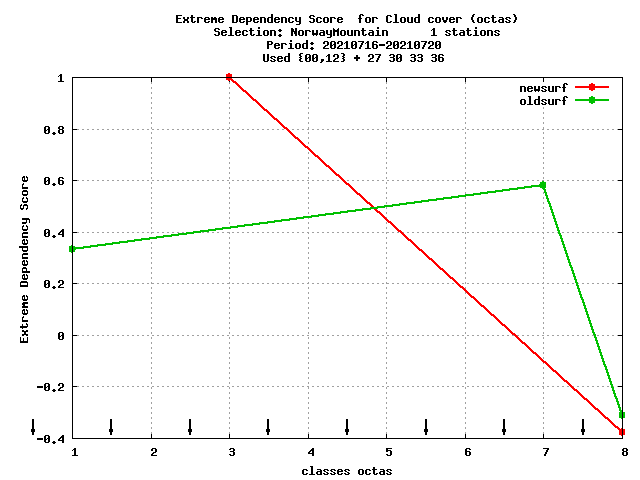 Extreme Dependency Score  for Cloud cover (octas)
Selection: NorwayMountain      1 stations
Period: 20210716-20210720
Used {00,12} + 27 30 33 36
newsurf
oldsurf
1
0.8
0.6
0.4
0.2
0
-0.2
-0.4
Extreme Dependency Score
1 2 3 4 5 6 7 8
classes octas